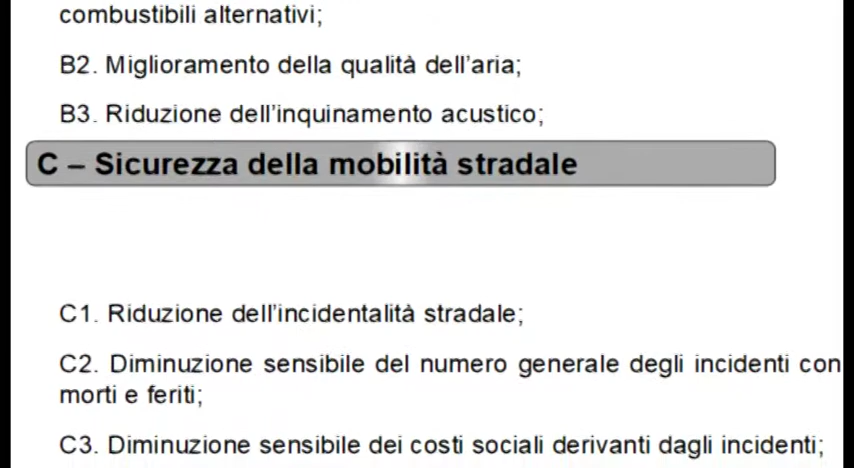 combustibili alternativi;
B2. Miglioramento della qualità dell'aria;
B3. Riduzione dell'inquinamento acustico;
C – Sicurezza della mobilità stradale
C1. Riduzione dell'incidentalità stradale;
C2. Diminuzione sensibile del numero generale degli incidenti con
morti e feriti;
C3. Diminuzione sensibile dei costi sociali derivanti dagli incidenti;